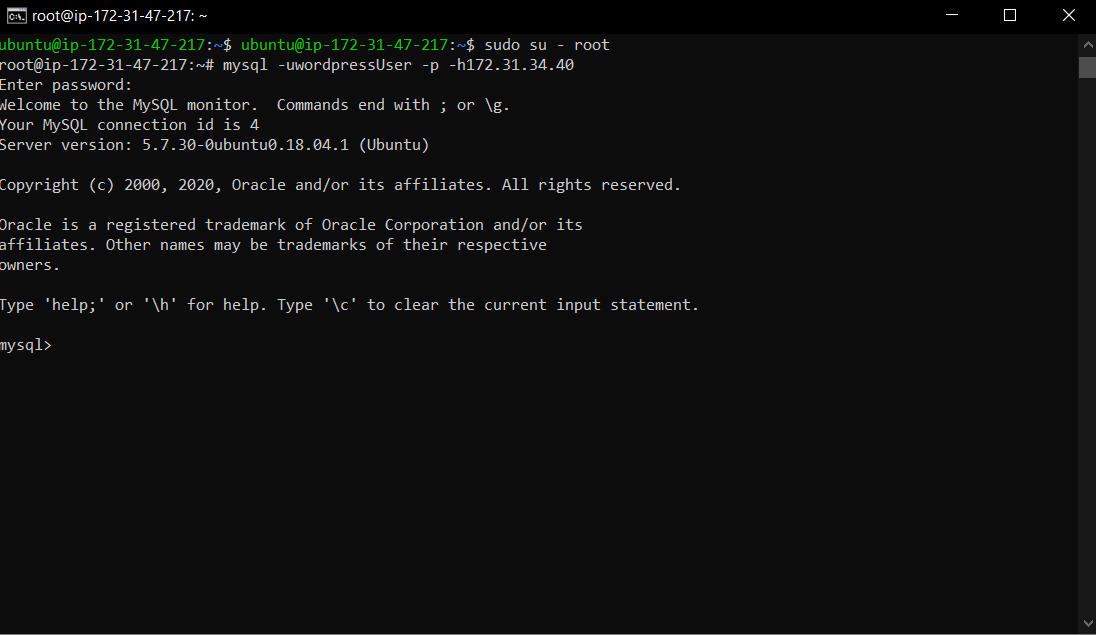 root@ip-172-31-47-217: ~
ubuntu@ip-172-31-47-217:~$ ubuntu@ip-172-31-47-217:~$ sudo su - root
root@ip-172-31-47-217:~# mysql -uwordpressUser -p -h172.31.34.40
Enter password:
Welcome to the MySQL monitor.  Commands end with ; or \g.
Your MySQL connection id is 4
Server version: 5.7.30-0ubuntu0.18.04.1 (Ubuntu)
Copyright (c) 2000, 2020, Oracle and/or its affiliates. All rights reserved.
Oracle is a registered trademark of Oracle Corporation and/or its
affiliates. Other names may be trademarks of their respective
owners.
Type 'help;' or '\h' for help. Type '\c' to clear the current input statement.
mysql>